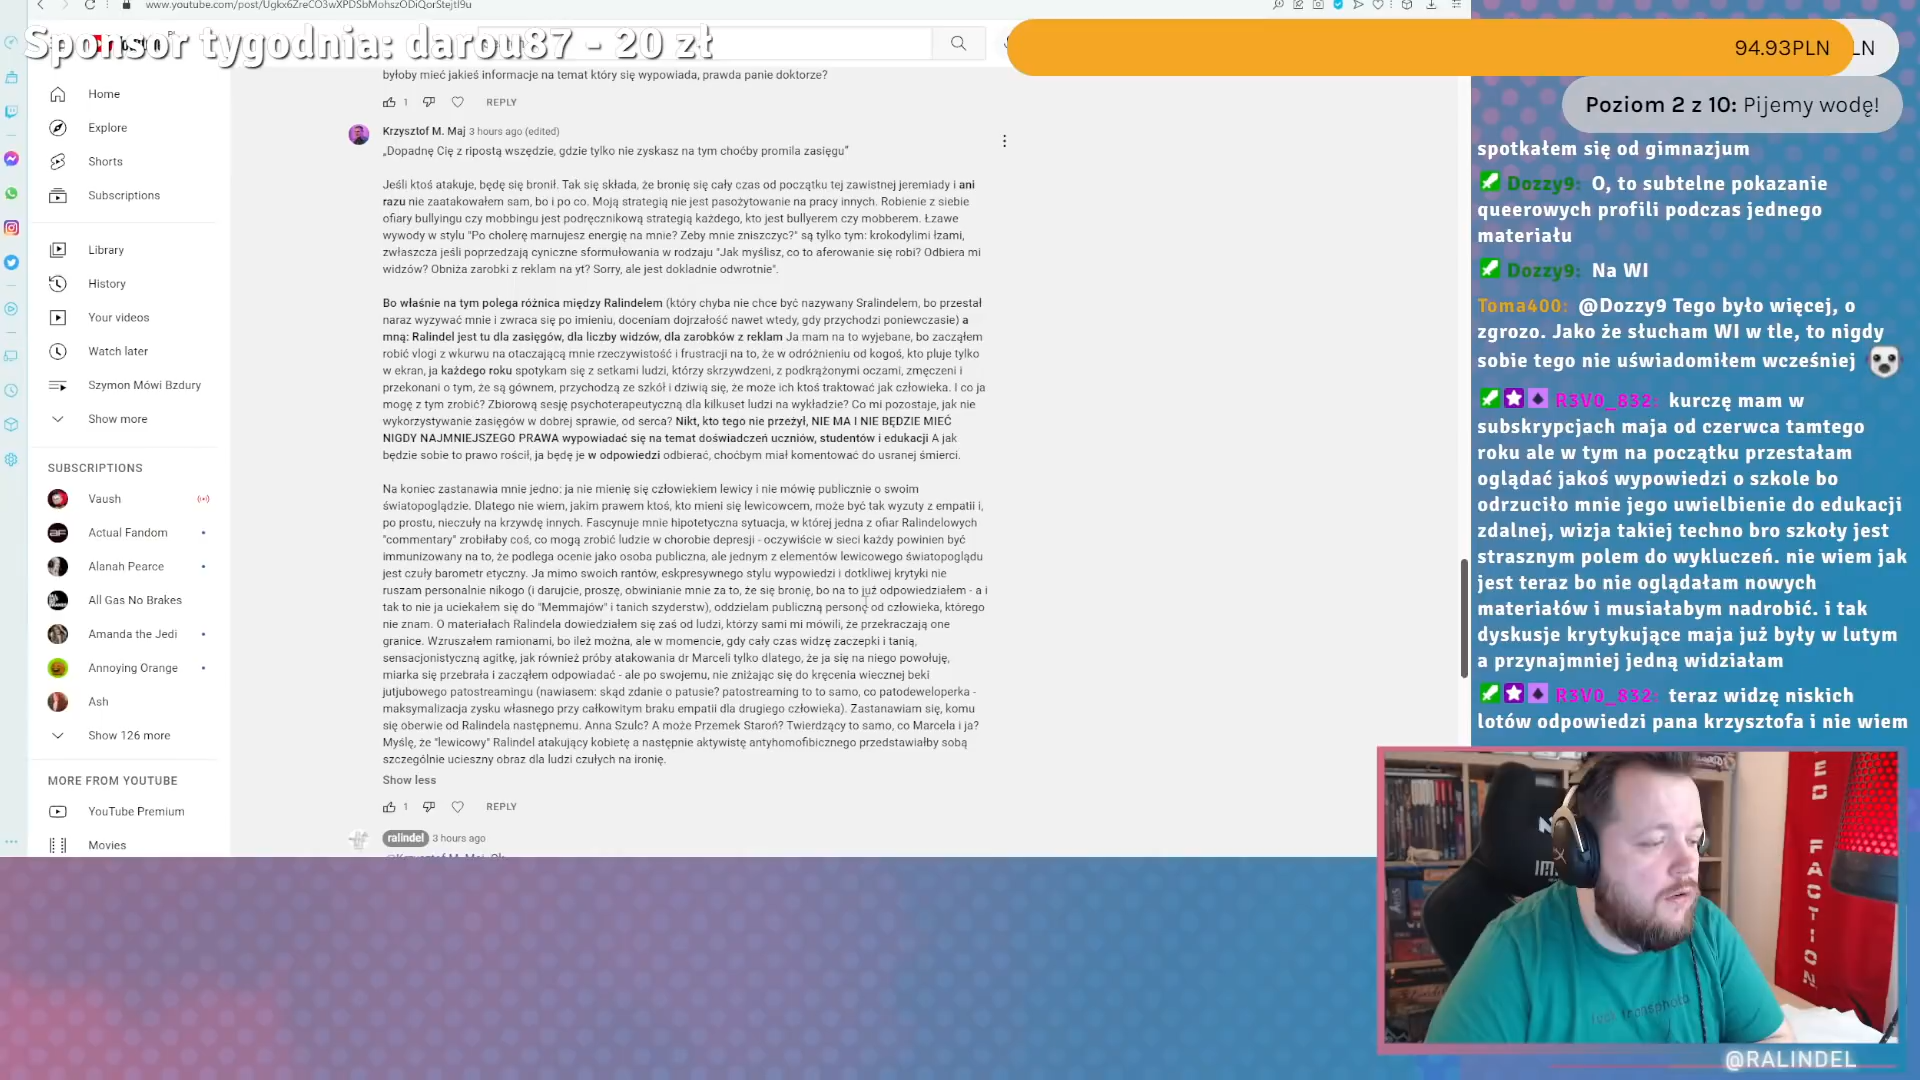 www.youtube.com/post/Ugkx6ZreCO3wXPDSbMohszODiQorStejtl9u
Sponsor tygodnia: darou87 - 20 zł
94.93PLN
LN
Poziom 2 z 10: Pijemy wodę!
Home
Explore
Shorts
Subscriptions
Library
History
Your videos
Watch later
Szymon Mówi Bzdury
Show more
SUBSCRIPTIONS
Vaush
Actual Fandom
Alanah Pearce
All Gas No Brakes
Amanda the Jedi
Annoying Orange
Ash
Show 126 more
MORE FROM YOUTUBE
YouTube Premium
Movies
byłoby mieć jakieś informacje na temat który się wypowiada, prawda panie doktorze?
1 REPLY
Krzysztof M. Maj 3 hours ago (edited)
„Dopadnę Cię z ripostą wszędzie, gdzie tylko nie zyskasz na tym choćby promila zasięgu”
Jeśli ktoś atakuje, będę się bronił. Tak się składa, że bronię się cały czas od początku tej zawistnej jeremiady i ani
razu nie zaatakowałem sam, bo i po co. Moją strategią nie jest pasożytowanie na pracy innych. Robienie z siebie
ofiary bullyingu czy mobbingu jest podręcznikową strategią każdego, kto jest bullyerem czy mobberem. Łzawe
wywody w stylu "Po cholerę marnujesz energię na mnie? Zeby mnie zniszczyc?" są tylko tym: krokodylimi łzami,
zwłaszcza jeśli poprzedzają cyniczne sformułowania w rodzaju "Jak myślisz, co to aferowanie się robi? Odbiera mi
widzów? Obniża zarobki z reklam na yt? Sorry, ale jest dokladnie odwrotnie".
Bo właśnie na tym polega różnica między Ralindelem (który chyba nie chce być nazywany Sralindelem, bo przestał
naraz wyzywać mnie i zwraca się po imieniu, doceniam dojrzałość nawet wtedy, gdy przychodzi poniewczasie) a
mną: Ralindel jest tu dla zasięgów, dla liczby widzów, dla zarobków z reklam Ja mam na to wyjebane, bo zacząłem
robić vlogi z wkurwu na otaczającą mnie rzeczywistość i frustracji na to, że w odróżnieniu od kogoś, kto pluje tylko
w ekran, ja każdego roku spotykam się z setkami ludzi, którzy skrzywdzeni, z podkrążonymi oczami, zmęczeni i
przekonani o tym, że są gównem, przychodzą ze szkół i dziwią się, że może ich ktoś traktować jak człowieka. I co ja
mogę z tym zrobić? Zbiorową sesję psychoterapeutyczną dla kilkuset ludzi na wykładzie? Co mi pozostaje, jak nie
wykorzystywanie zasięgów w dobrej sprawie, od serca? Nikt, kto tego nie przeżył, NIE MA I NIE BĘDZIE MIEĆ
NIGDY NAJMNIEJSZEGO PRAWA wypowiadać się na temat doświadczeń uczniów, studentów i edukacji A jak
będzie sobie to prawo rościł, ja będę je w odpowiedzi odbierać, choćbym miał komentować do usranej śmierci.
Na koniec zastanawia mnie jedno: ja nie mienię się człowiekiem lewicy i nie mówię publicznie o swoim
światopoglądzie. Dlatego nie wiem, jakim prawem ktoś, kto mieni się lewicowcem, może być tak wyzuty z empatii i,
po prostu, nieczuły na krzywdę innych. Fascynuje mnie hipotetyczna sytuacja, w której jedna z ofiar Ralindelowych
"commentary" zrobiłaby coś, co mogą zrobić ludzie w chorobie depresji - oczywiście w sieci każdy powinien być
immunizowany na to, że podlega ocenie jako osoba publiczna, ale jednym z elementów lewicowego światopoglądu
jest czuły barometr etyczny. Ja mimo swoich rantów, eskpresywnego stylu wypowiedzi i dotkliwej krytyki nie
ruszam personalnie nikogo (i darujcie, proszę, obwinianie mnie za to, że się bronię, bo na to już odpowiedziałem - a i
tak to nie ja uciekałem się do "Memmajów" i tanich szyderstw), oddzielam publiczną personę od człowieka, którego
nie znam. O materiałach Ralindela dowiedziałem się zaś od ludzi, którzy sami mi mówili, że przekraczają one
granice. Wzruszałem ramionami, bo ileż można, ale w momencie, gdy cały czas widzę zaczepki i tanią,
sensacjonistyczną agitkę, jak również próby atakowania dr Marceli tylko dlatego, że ja się na niego powołuję,
miarka się przebrała i zacząłem odpowiadać - ale po swojemu, nie zniżając się do kręcenia wiecznej beki
jutjubowego patostreamingu (nawiasem: skąd zdanie o patusie? patostreaming to to samo, co patodeweloperka -
maksymalizacja zysku własnego przy całkowitym braku empatii dla drugiego człowieka). Zastanawiam się, komu
się oberwie od Ralindela następnemu. Anna Szulc? A może Przemek Staroń? Twierdzący to samo, co Marcela i ja?
Myślę, że "lewicowy" Ralindel atakujący kobietę a następnie aktywistę antyhomofibicznego przedstawiałby sobą
szczególnie ucieszny obraz dla ludzi czułych na ironię.
Show less
1 REPLY
ralindel 3 hours ago
spotkałem się od gimnazjum
Dozzy9: O, to subtelne pokazanie
queerowych profili podczas jednego
materiału
Dozzy9: Na WI
Toma400: @Dozzy9 Tego było więcej, o
zgrozo. Jako że słucham WI w tle, to nigdy
sobie tego nie uświadomiłem wcześniej
R3V0_832: kurczę mam w
subskrypcjach maja od czerwca tamtego
roku ale w tym na początku przestałam
oglądać jakoś wypowiedzi o szkole bo
odrzuciło mnie jego uwielbienie do edukacji
zdalnej, wizja takiej techno bro szkoły jest
strasznym polem do wykluczeń. nie wiem jak
jest teraz bo nie oglądałam nowych
materiałów i musiałabym nadrobić. i tak
dyskusje krytykujące maja już były w lutym
a przynajmniej jedną widziałam
R3V0_832: teraz widzę niskich
lotów odpowiedzi pana krzysztofa i nie wiem
FACTION
@RALINDEL